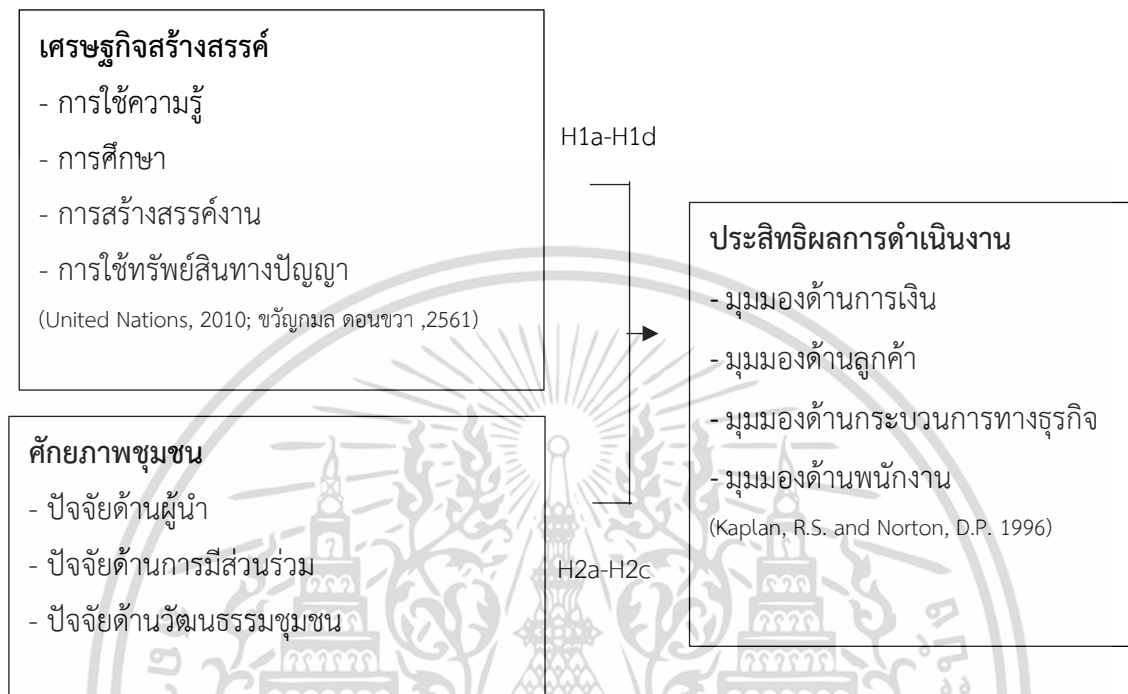 เศรษฐกิจสร้างสรรค์
- การใช้ความรู้
- การศึกษา
- การสร้างสรรค์งาน
- การใช้ทรัพย์สินทางปัญญา
(United Nations, 2010; ขวัญกมล ดอนขวา ,2561)
H1a-H1d
ประสิทธิผลการดำเนินงาน
- มุมมองด้านการเงิน
- มุมมองด้านลูกค้า
- มุมมองด้านกระบวนการทางธุรกิจ
- มุมมองด้านพนักงาน
(Kaplan, R.S. and Norton, D.P. 1996)
ศักยภาพชุมชน
- ปัจจัยด้านผู้นำ
- ปัจจัยด้านการมีส่วนร่วม
- ปัจจัยด้านวัฒนธรรมชุมชน
H2a-H2c